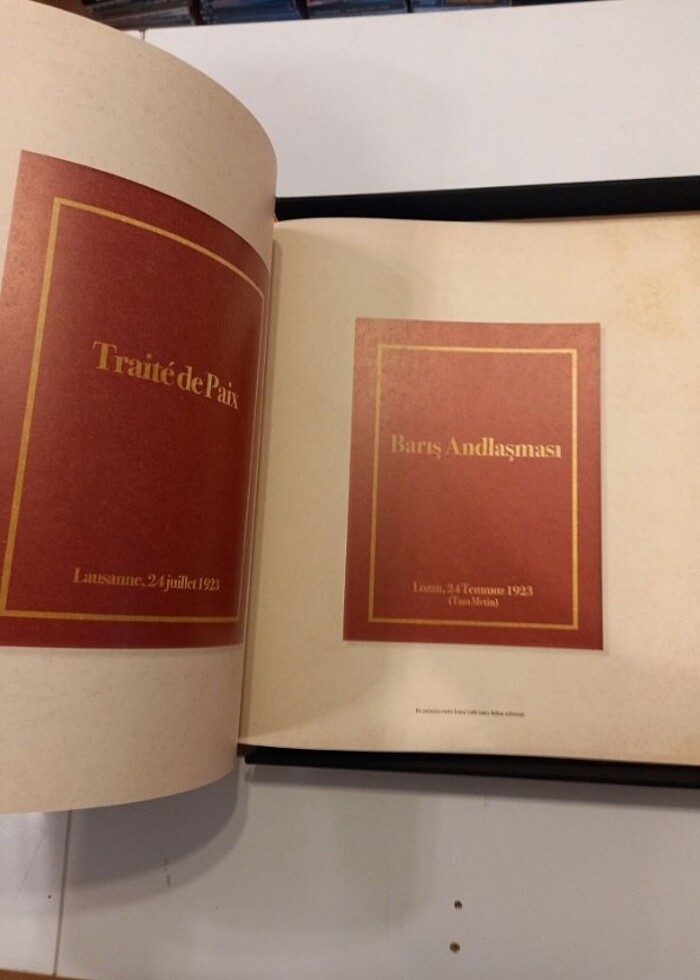 Traité de Paix
Lausanne, 24 juillet 1923
Barış Andlaşması
Lozan, 24 Temmuz 1923
(Tam Metin)